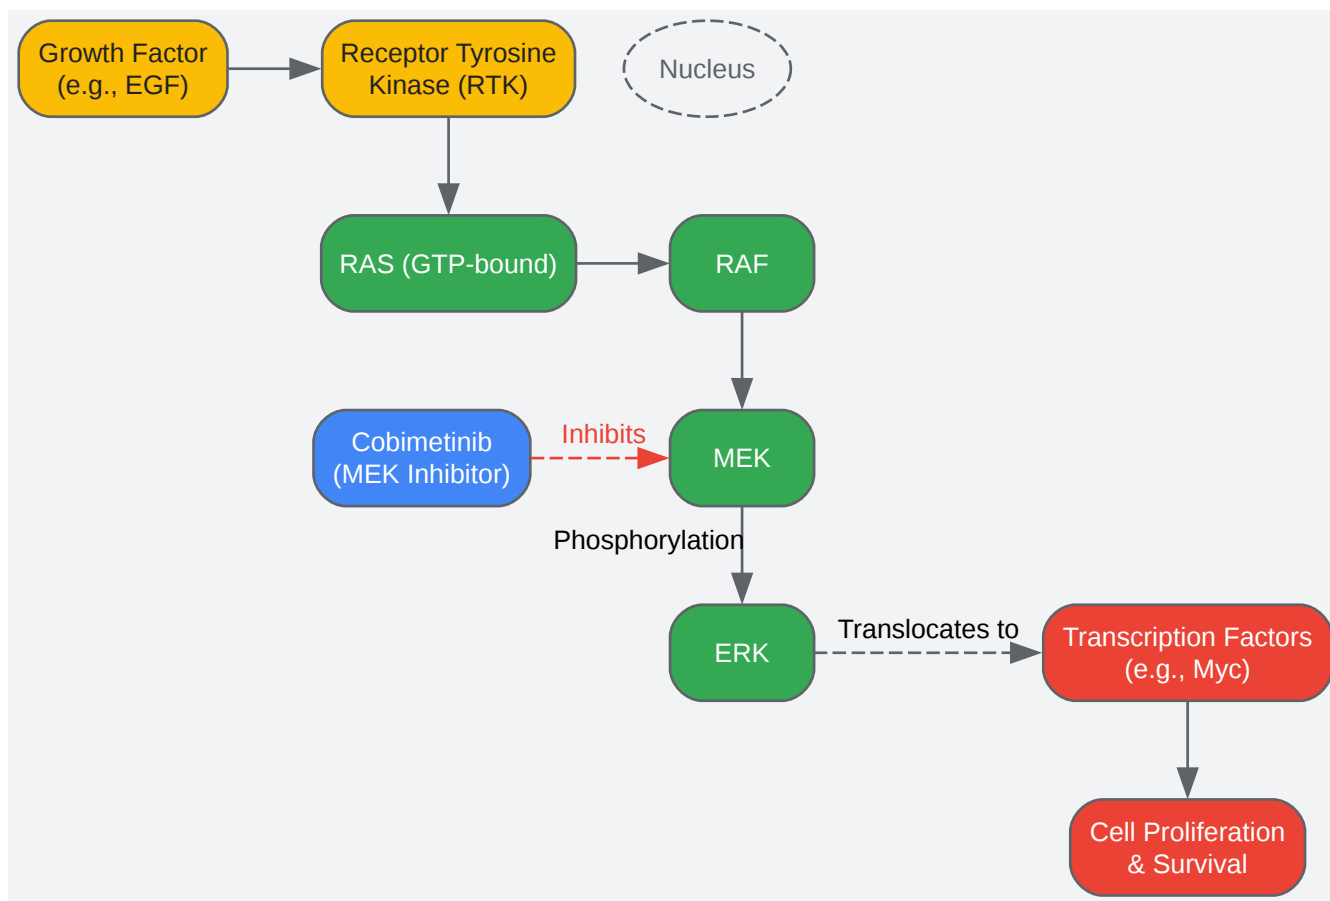 Growth Factor
(e.g., EGF)
Receptor Tyrosine
Kinase (RTK)
Nucleus
RAS (GTP-bound)
RAF
Cobimetinib
(MEK Inhibitor)
Inhibits
MEK
Phosphorylation
ERK
Translocates to
Transcription Factors
(e.g., Myc)
Cell Proliferation
& Survival